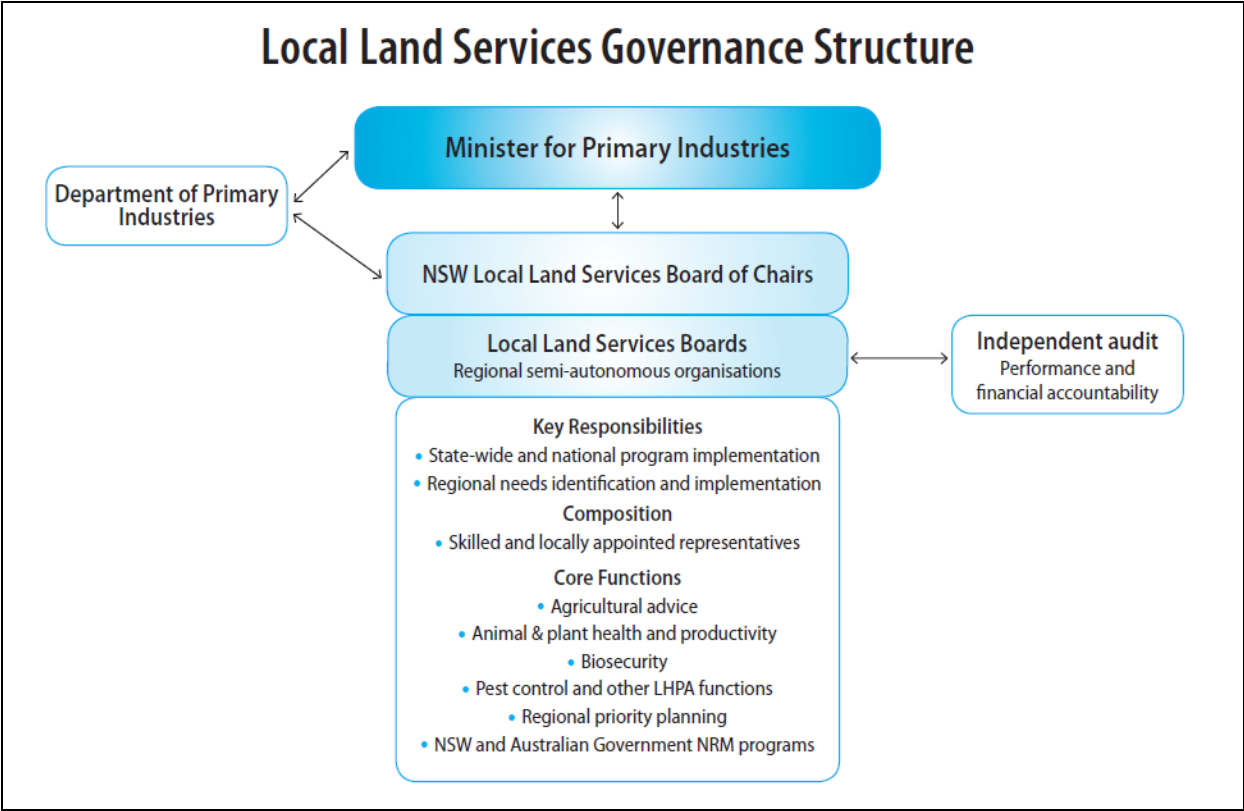 Local Land Services Governance Structure
Minister for Primary Industries
Department of Primary
Industries
NSW Local Land Services Board of Chairs
Local Land Services Boards
Regional semi-autonomous organisations
Independent audit
Performance and
financial accountability
Key Responsibilities
• State-wide and national program implementation
• Regional needs identification and implementation
Composition
• Skilled and locally appointed representatives
Core Functions
• Agricultural advice
• Animal & plant health and productivity
• Biosecurity
• Pest control and other LHPA functions
• Regional priority planning
• NSW and Australian Government NRM programs